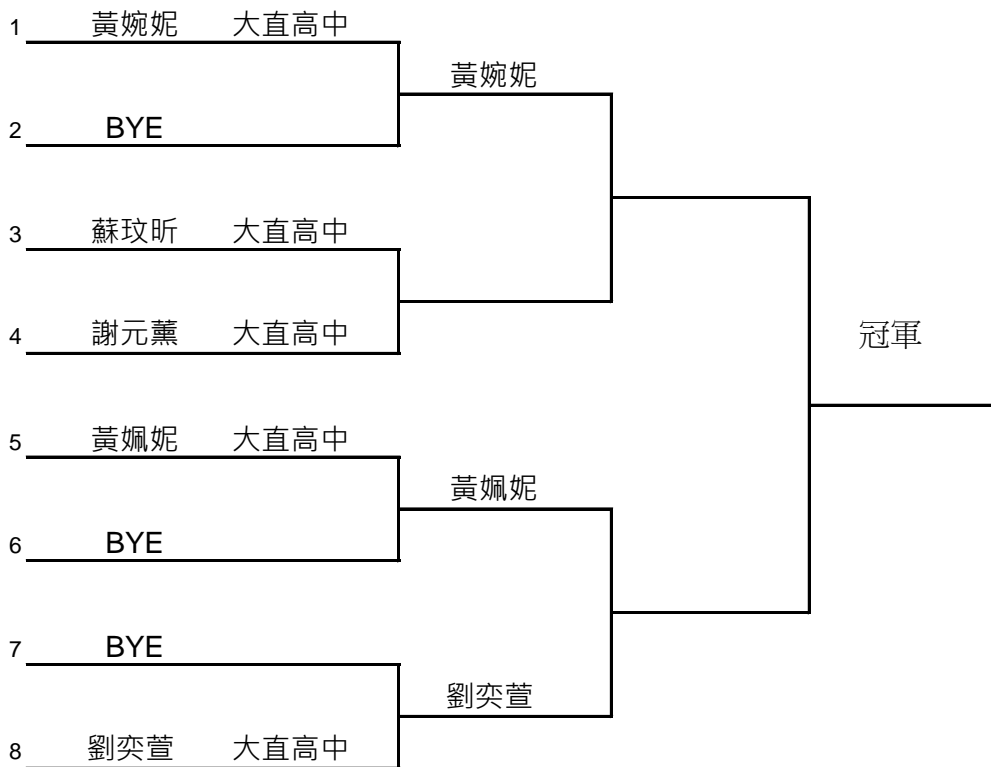 1 黃婉妮 大直高中
黃婉妮
2 BYE
3 蘇玟昕 大直高中
4 謝元薰 大直高中
冠軍
5 黃姵妮 大直高中
黃姵妮
6 BYE
7 BYE
劉奕萱
8 劉奕萱 大直高中